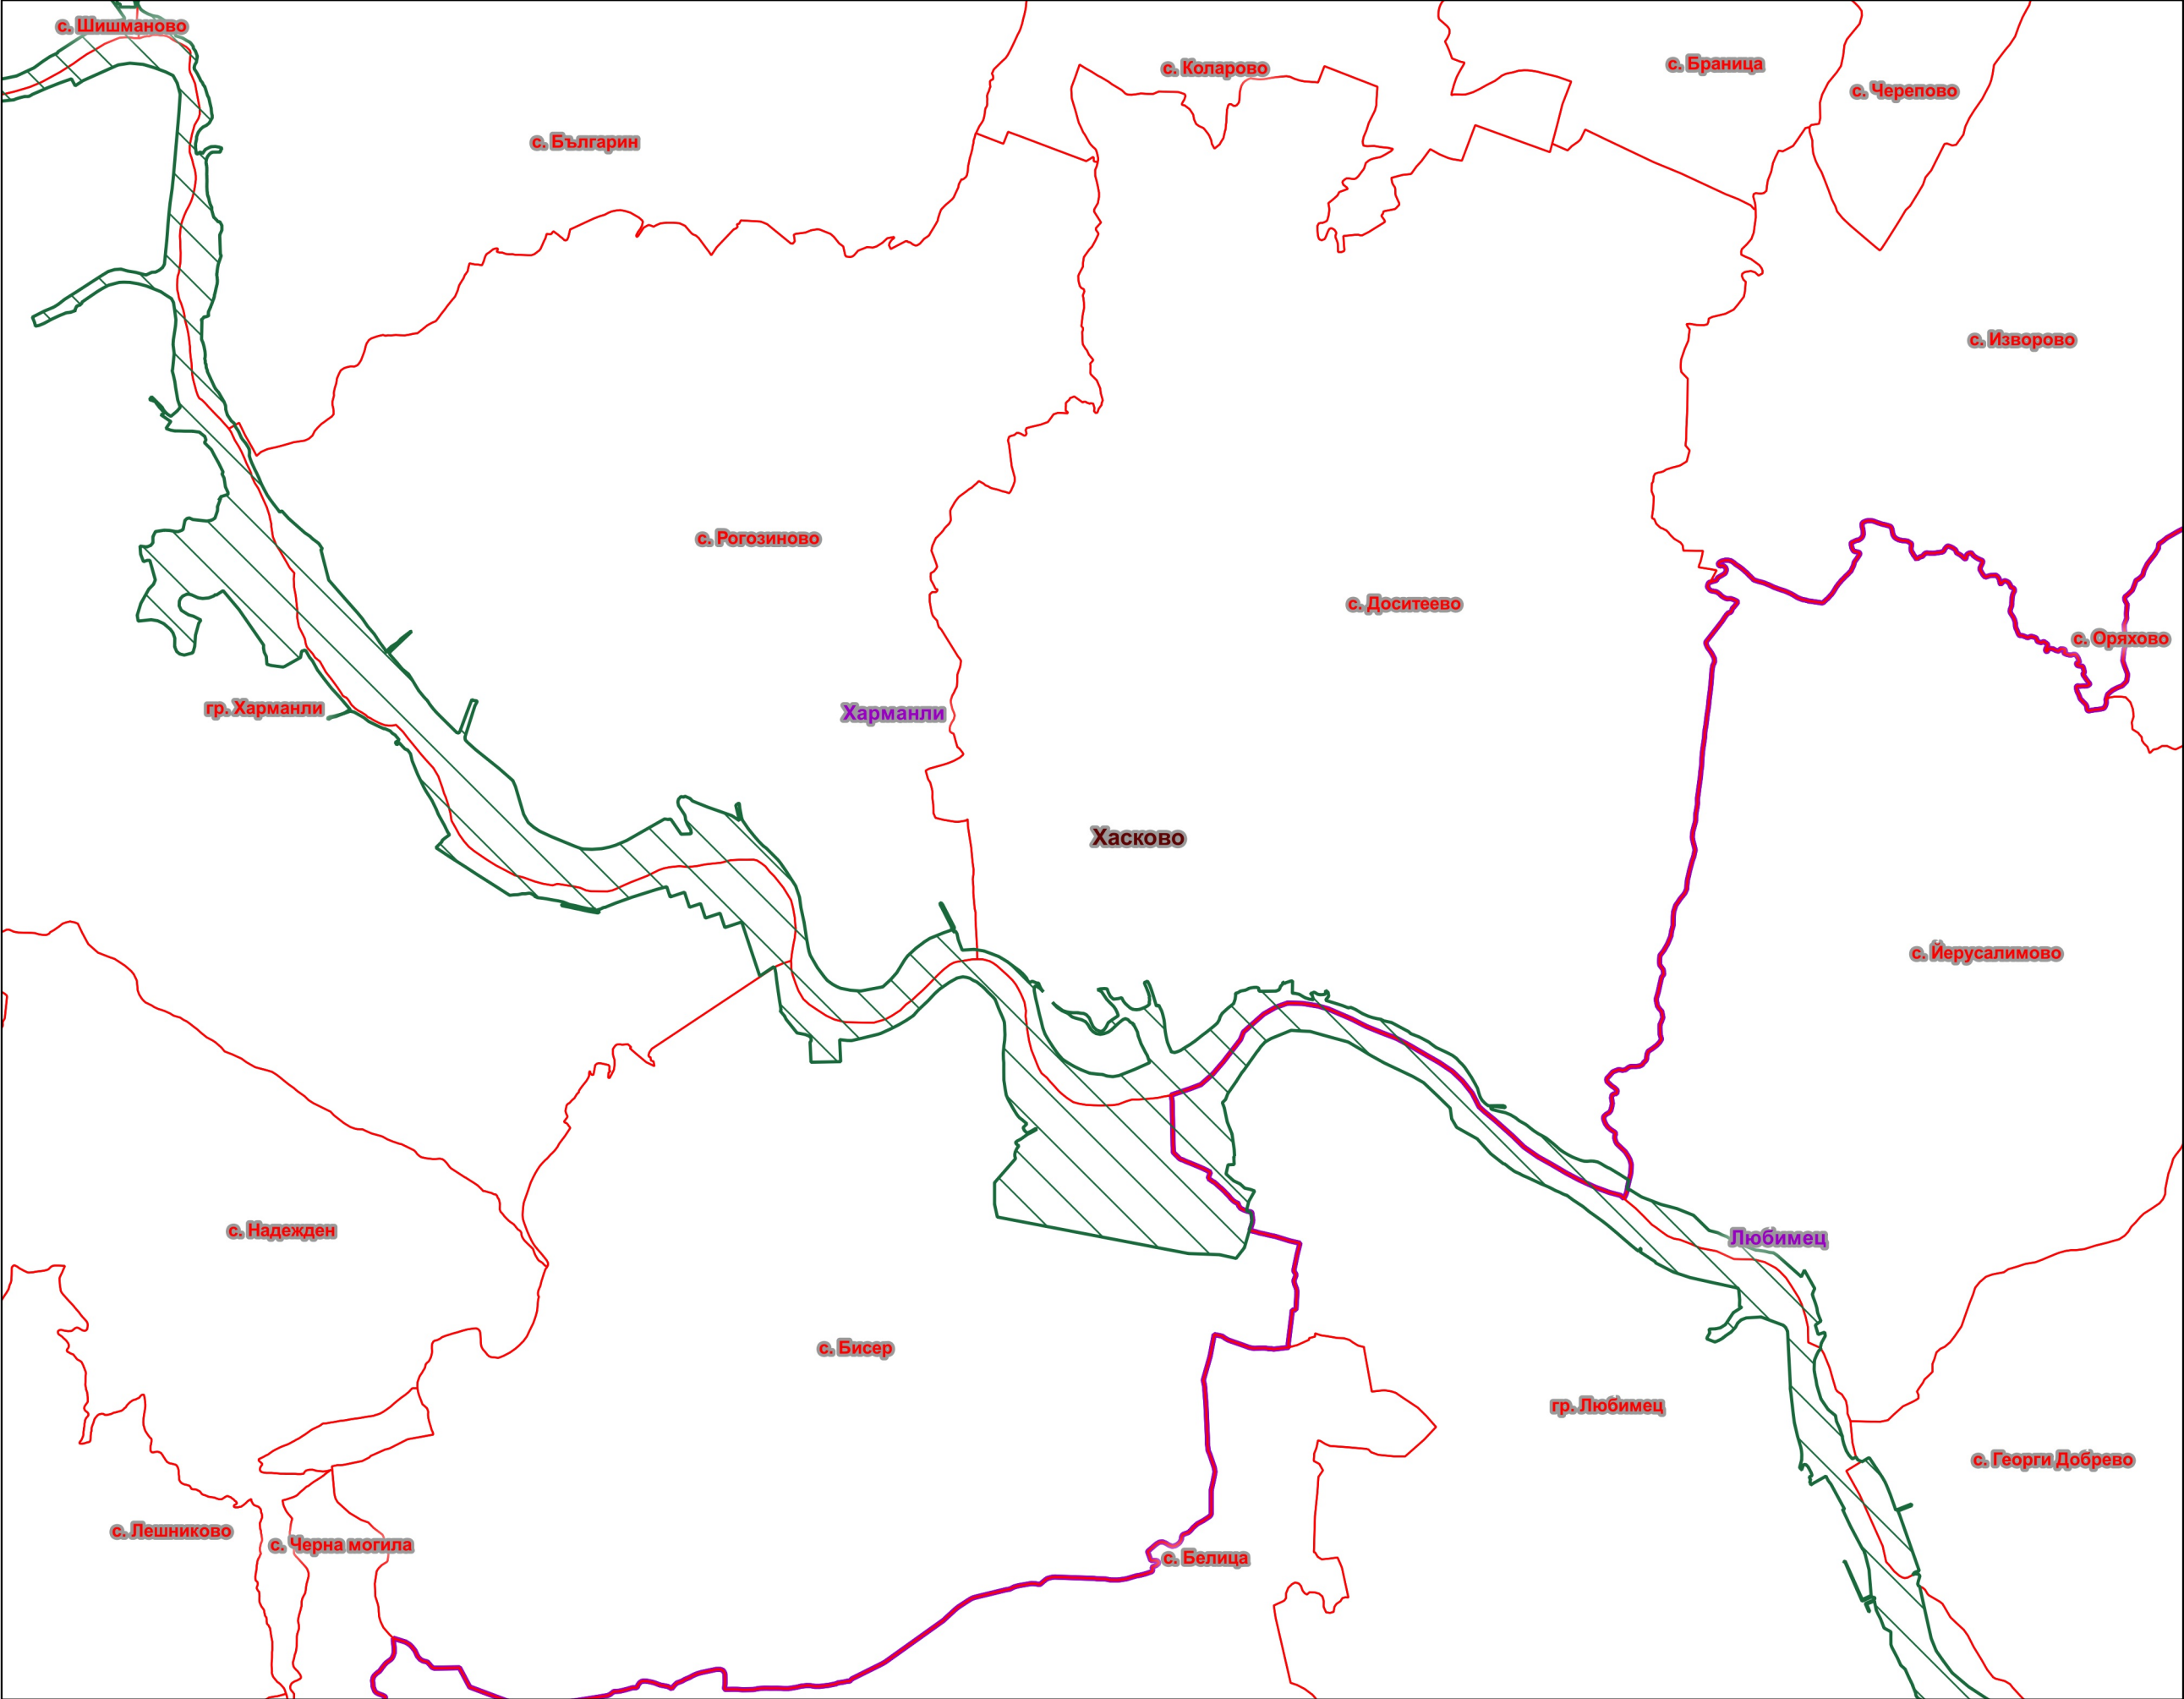 с. Шишманово
с. Коларово
с. Браница
с. Черепово
с. Българин
с. Изворово
с. Рогозиново
с. Доситеево
с. Оряхово
гр. Харманли
Харманли
Хасково
с. Йерусалимово
с. Надежден
Любимец
с. Бисер
гр. Любимец
с. Георги Добрево
с. Лешниково
с. Черна могила
с. Белица